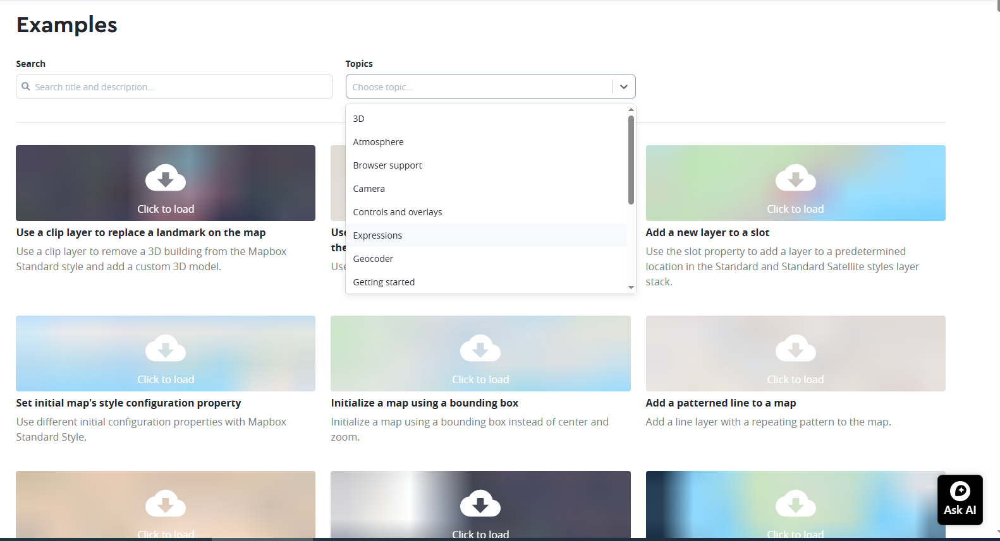 Examples
Search
Topics
Search title and description...
Choose topic...
3D
Atmosphere
Browser support
Camera
Controls and overlays
Expressions
Geocoder
Getting started
Click to load
Use a clip layer to replace a landmark on the map
Use a clip layer to remove a 3D building from the Mapbox
Standard style and add a custom 3D model.
Use
the
Use
Click to load
Add a new layer to a slot
Use the slot property to add a layer to a predetermined
location in the Standard and Standard Satellite styles layer
stack.
Click to load
Set initial map's style configuration property
Use different initial configuration properties with Mapbox
Standard Style.
Click to load
Initialize a map using a bounding box
Initialize a map using a bounding box instead of center and
zoom.
Click to load
Add a patterned line to a map
Add a line layer with a repeating pattern to the map.
Click to load
Click to load
Click to load
Ask AI